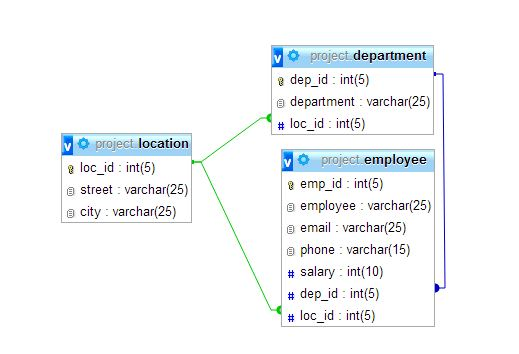 v project department
dep_id : int(5)
department : varchar(25)
# loc_id : int(5)
v project location
loc_id : int(5)
street : varchar(25)
city : varchar(25)
v project employee
emp_id : int(5)
employee : varchar(25)
email : varchar(25)
phone : varchar(15)
# salary : int(10)
# dep_id : int(5)
# loc_id : int(5)